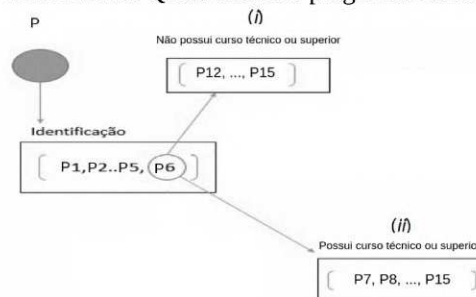 P
(i)
Não possui curso técnico ou superior
P12, ..., P15
Identificação
P1,P2..P5, P6
(ii)
Possui curso técnico ou superior
P7, P8, ..., P15